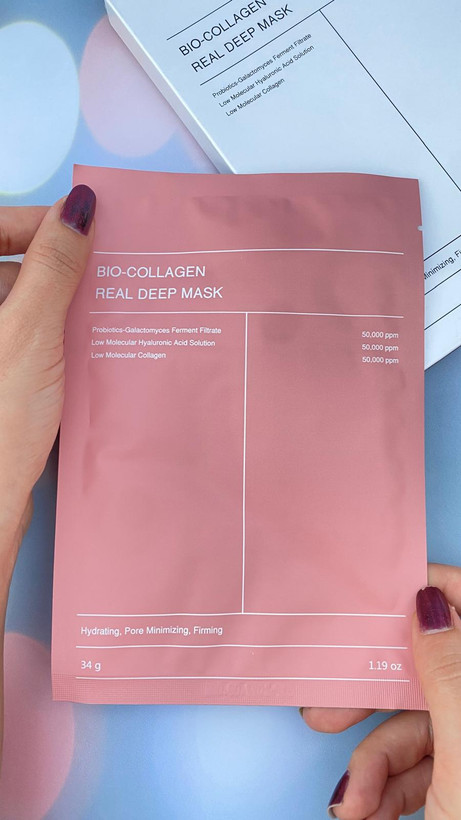 BIO-COLLAGEN
REAL DEEP MASK
Probiotics-Galactomyces Ferment Filtrate
Low Molecular Hyaluronic Acid Solution
Low Molecular Collagen
BIO-COLLAGEN
REAL DEEP MASK
Probiotics-Galactomyces Ferment Filtrate 50,000 ppm
Low Molecular Hyaluronic Acid Solution 50,000 ppm
Low Molecular Collagen 50,000 ppm
Hydrating, Pore Minimizing, Firming
34 g 1.19 oz